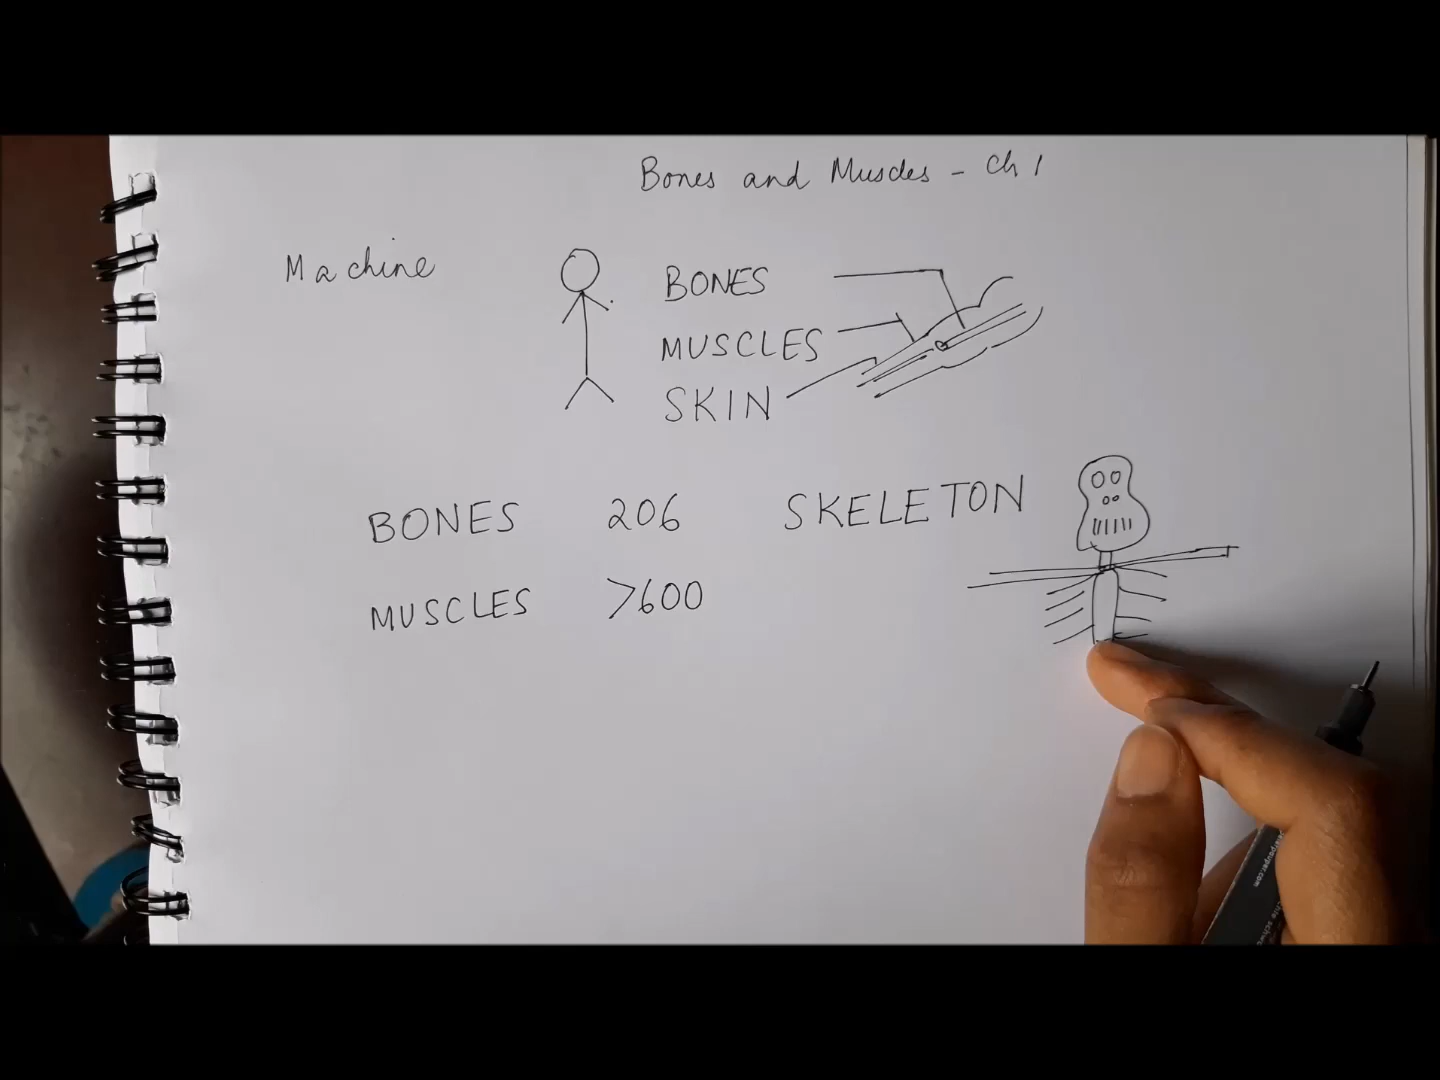 Bones and Muscles - Ch 1
Machine
BONES
MUSCLES
SKIN
BONES 206 SKELETON
MUSCLES >600